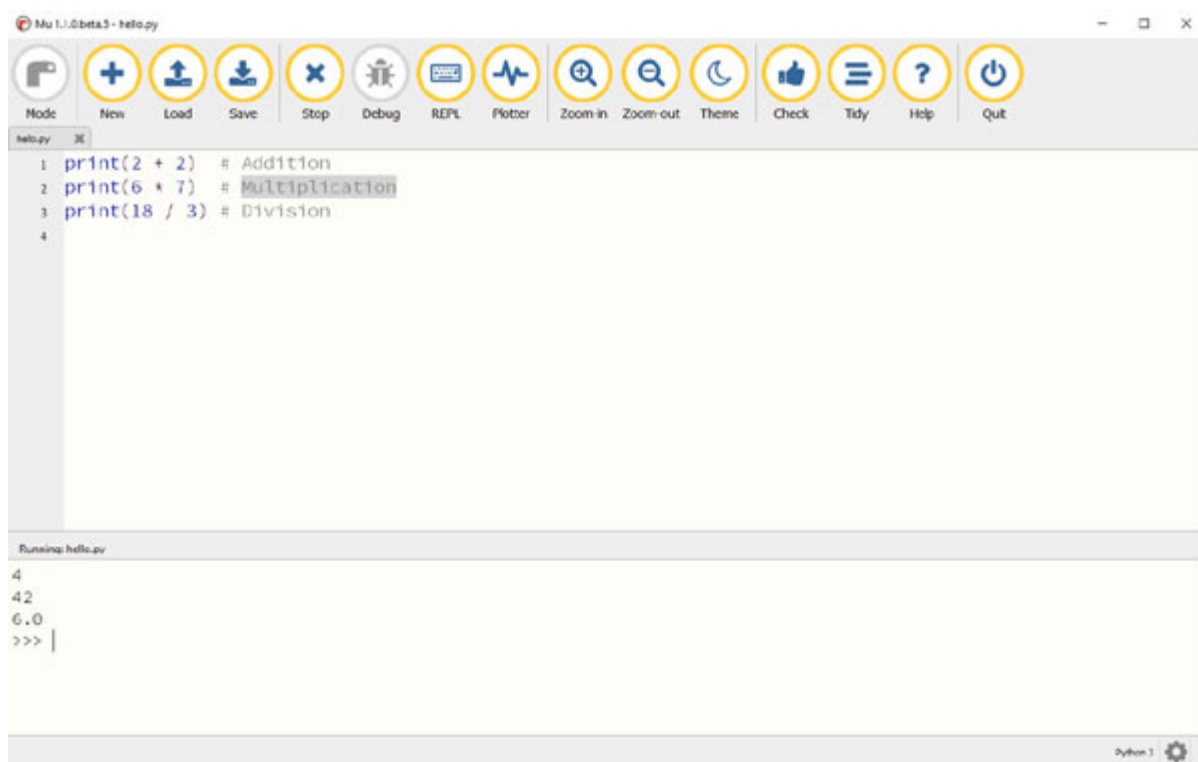 Mu 1.1.0.beta.5 - hello.py
Mode New Load Save Stop Debug REPL Plotter Zoom-in Zoom-out Theme Check Tidy Help Quit
hello.py
1 print(2 + 2) # Addition
2 print(6 * 7) # Multiplication
3 print(18 / 3) # Division
4
Running: hello.py
4
42
6.0
>>>
Python 3